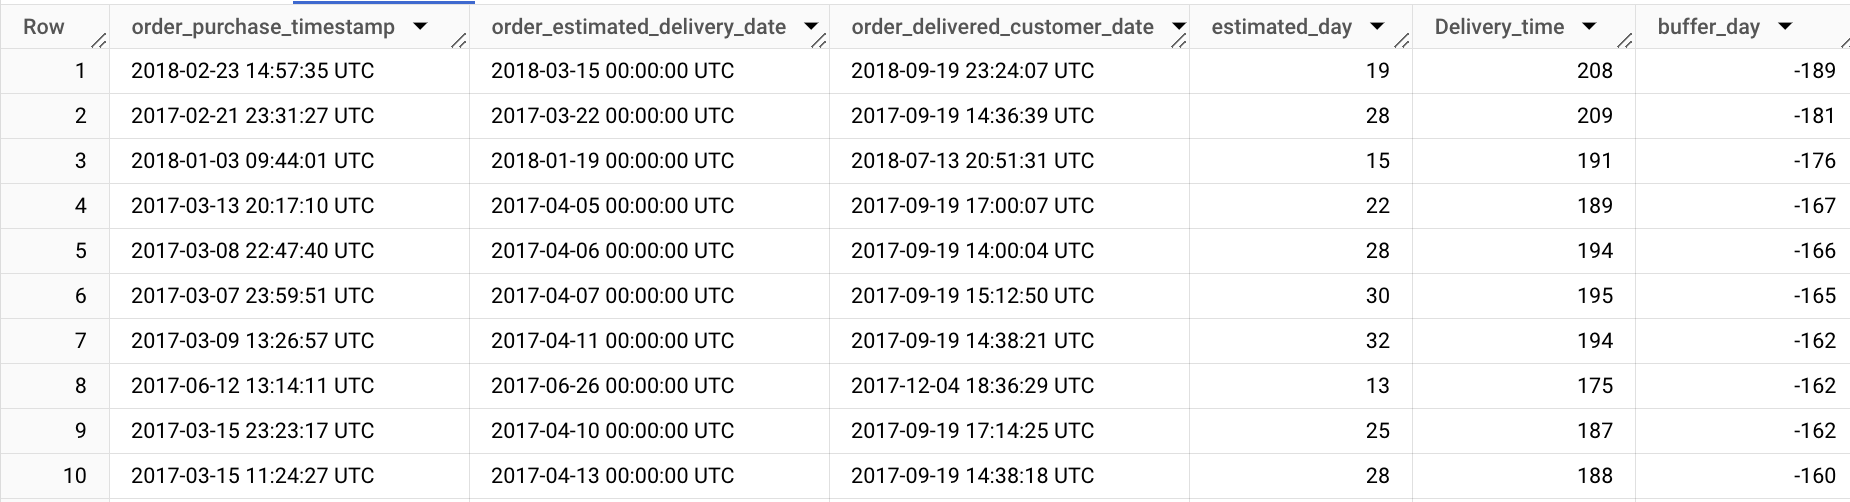 Row order_purchase_timestamp order_estimated_delivery_date order_delivered_customer_date estimated_day Delivery_time buffer_day
1 2018-02-23 14:57:35 UTC 2018-03-15 00:00:00 UTC 2018-09-19 23:24:07 UTC 19 208 -189
2 2017-02-21 23:31:27 UTC 2017-03-22 00:00:00 UTC 2017-09-19 14:36:39 UTC 28 209 -181
3 2018-01-03 09:44:01 UTC 2018-01-19 00:00:00 UTC 2018-07-13 20:51:31 UTC 15 191 -176
4 2017-03-13 20:17:10 UTC 2017-04-05 00:00:00 UTC 2017-09-19 17:00:07 UTC 22 189 -167
5 2017-03-08 22:47:40 UTC 2017-04-06 00:00:00 UTC 2017-09-19 14:00:04 UTC 28 194 -166
6 2017-03-07 23:59:51 UTC 2017-04-07 00:00:00 UTC 2017-09-19 15:12:50 UTC 30 195 -165
7 2017-03-09 13:26:57 UTC 2017-04-11 00:00:00 UTC 2017-09-19 14:38:21 UTC 32 194 -162
8 2017-06-12 13:14:11 UTC 2017-06-26 00:00:00 UTC 2017-12-04 18:36:29 UTC 13 175 -162
9 2017-03-15 23:23:17 UTC 2017-04-10 00:00:00 UTC 2017-09-19 17:14:25 UTC 25 187 -162
10 2017-03-15 11:24:27 UTC 2017-04-13 00:00:00 UTC 2017-09-19 14:38:18 UTC 28 188 -160